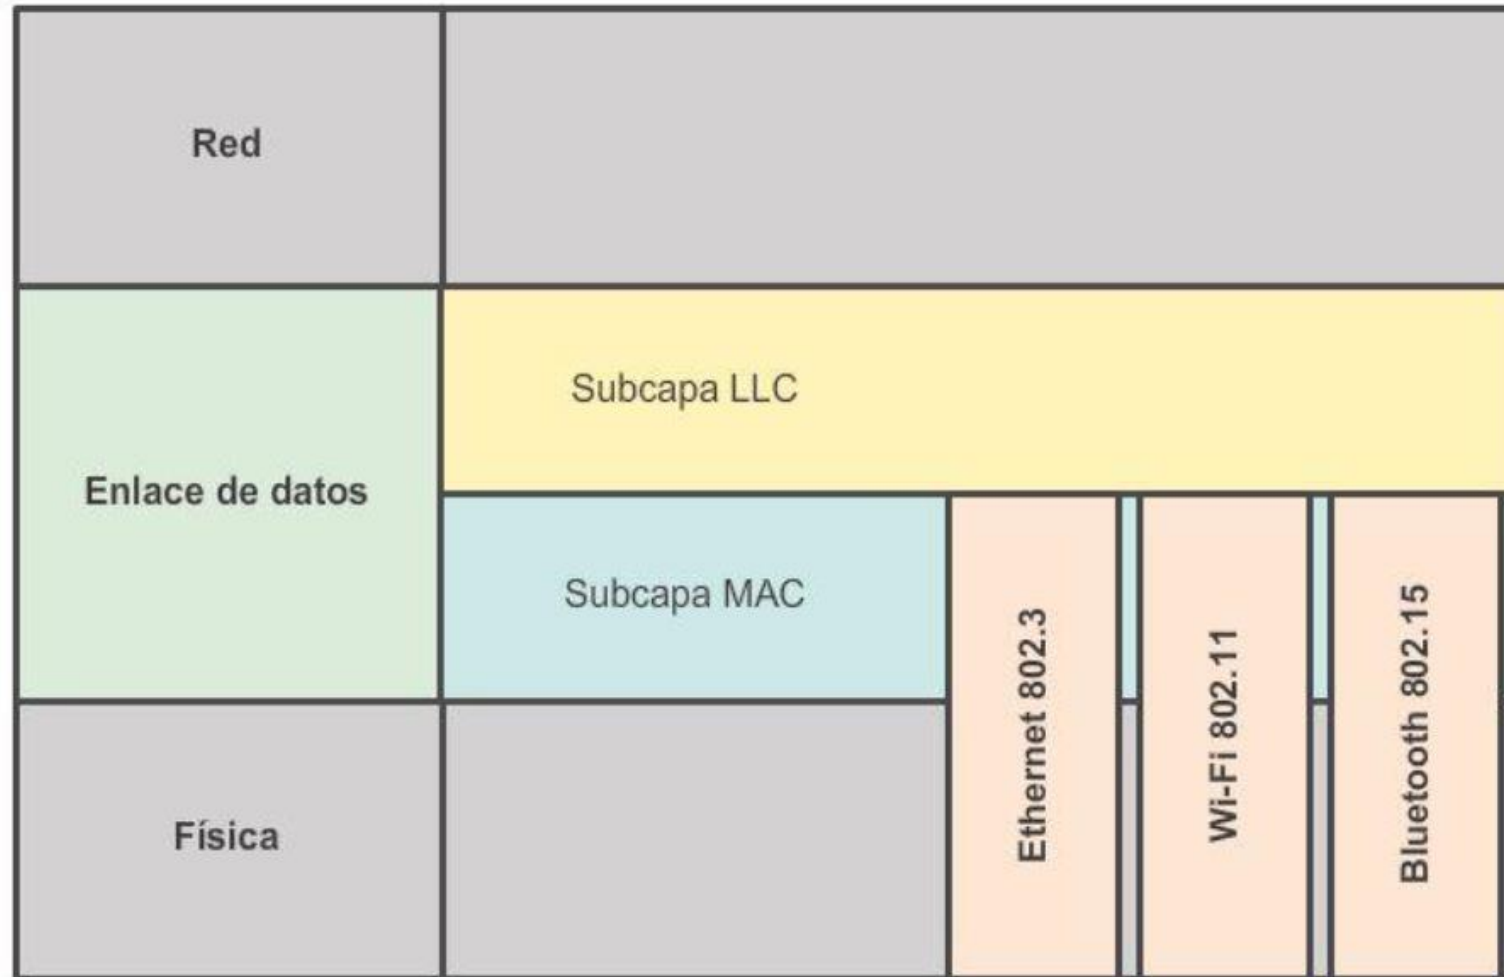 Red
Subcapa LLC
Enlace de datos
Subcapa MAC
Ethernet 802.3
Wi-Fi 802.11
Bluetooth 802.15
Física